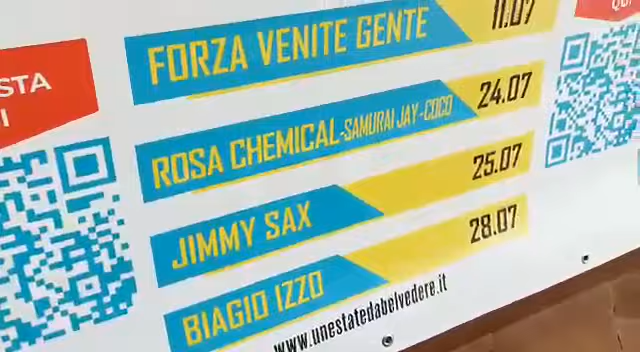 11.07
FORZA VENITE GENTE
24.07
ROSA CHEMICAL-SAMURAI JAY-COCO
25.07
JIMMY SAX
28.07
BIAGIO IZZO
www.unestatedabelvedere.it